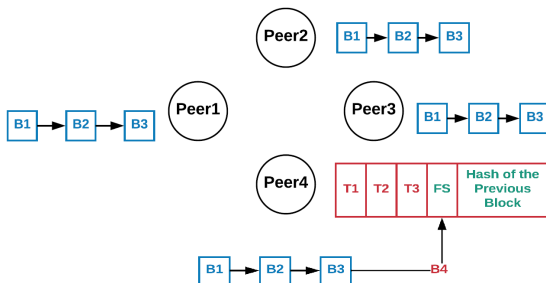 Peer2
B1 B2 B3
Peer1
B1 B2 B3
Peer3
B1 B2 B3
Peer4
T1 T2 T3 FS Hash of the
Previous
Block
B1 B2 B3 B4